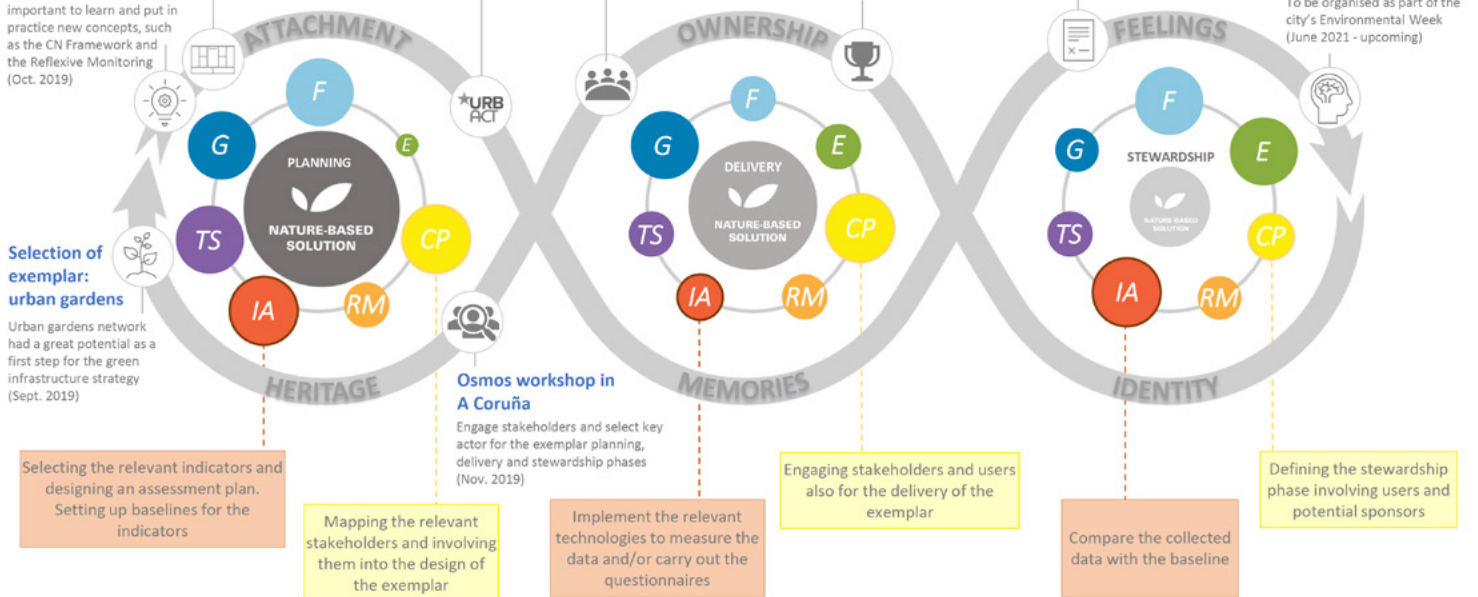 important to learn and put in
practice new concepts, such
as the CN Framework and
the Reflexive Monitoring
(Oct. 2019)
ATTACHMENT
F
G
E
PLANNING
NATURE-BASED
SOLUTION
TS
CP
IA
RM
HERITAGE
*URB
ACT
Selection of
exemplar:
urban gardens
Urban gardens network
had a great potential as a
first step for the green
infrastructure strategy
(Sept. 2019)
Osmos workshop in
A Coruña
Engage stakeholders and select key
actor for the exemplar planning,
delivery and stewardship phases
(Nov. 2019)
OWNERSHIP
F
G
E
DELIVERY
NATURE-BASED
SOLUTION
TS
CP
IA
RM
MEMORIES
To be organised as part of the
city's Environmental Week
(June 2021 - upcoming)
FEELINGS
F
G
E
STEWARDSHIP
NATURE-BASED
SOLUTION
TS
CP
IA
RM
IDENTITY
Selecting the relevant indicators and
designing an assessment plan.
Setting up baselines for the
indicators
Mapping the relevant
stakeholders and involving
them into the design of
the exemplar
Implement the relevant
technologies to measure the
data and/or carry out the
questionnaires
Engaging stakeholders and users
also for the delivery of the
exemplar
Compare the collected
data with the baseline
Defining the stewardship
phase involving users and
potential sponsors